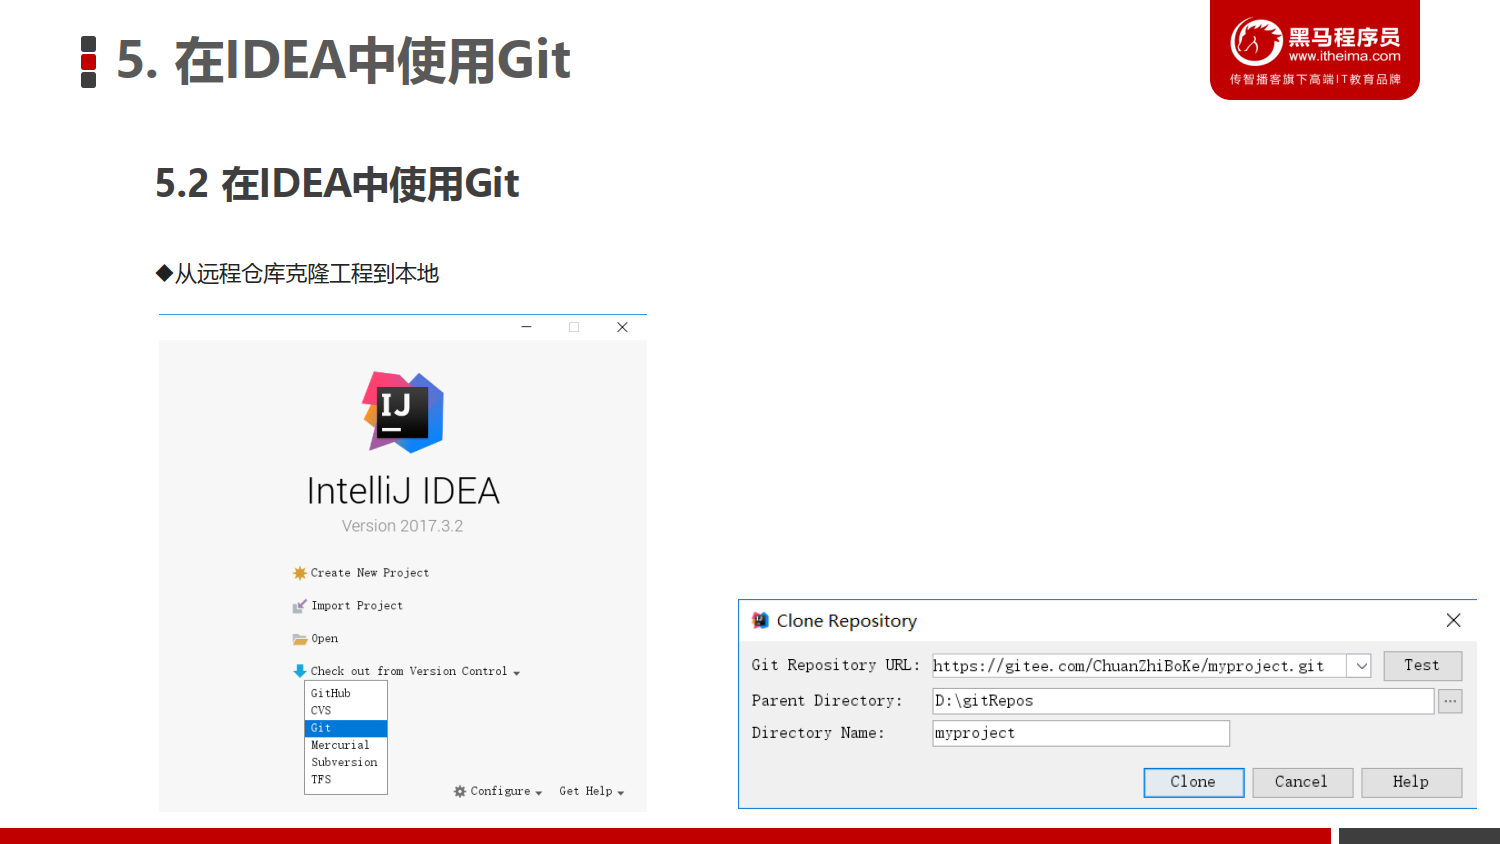 5. 在IDEA中使用Git
黑马程序员
www.itheima.com
传智播客旗下高端IT教育品牌
5.2 在IDEA中使用Git
◆从远程仓库克隆工程到本地
IJ
IntelliJ IDEA
Version 2017.3.2
Create New Project
Import Project
Open
Check out from Version Control
GitHub
CVS
Git
Mercurial
Subversion
TFS
Configure
Get Help
Clone Repository
Git Repository URL: https://gitee.com/ChuanZhiBoKe/myproject.git Test
Parent Directory: D:\gitRepos ...
Directory Name: myproject
Clone Cancel Help